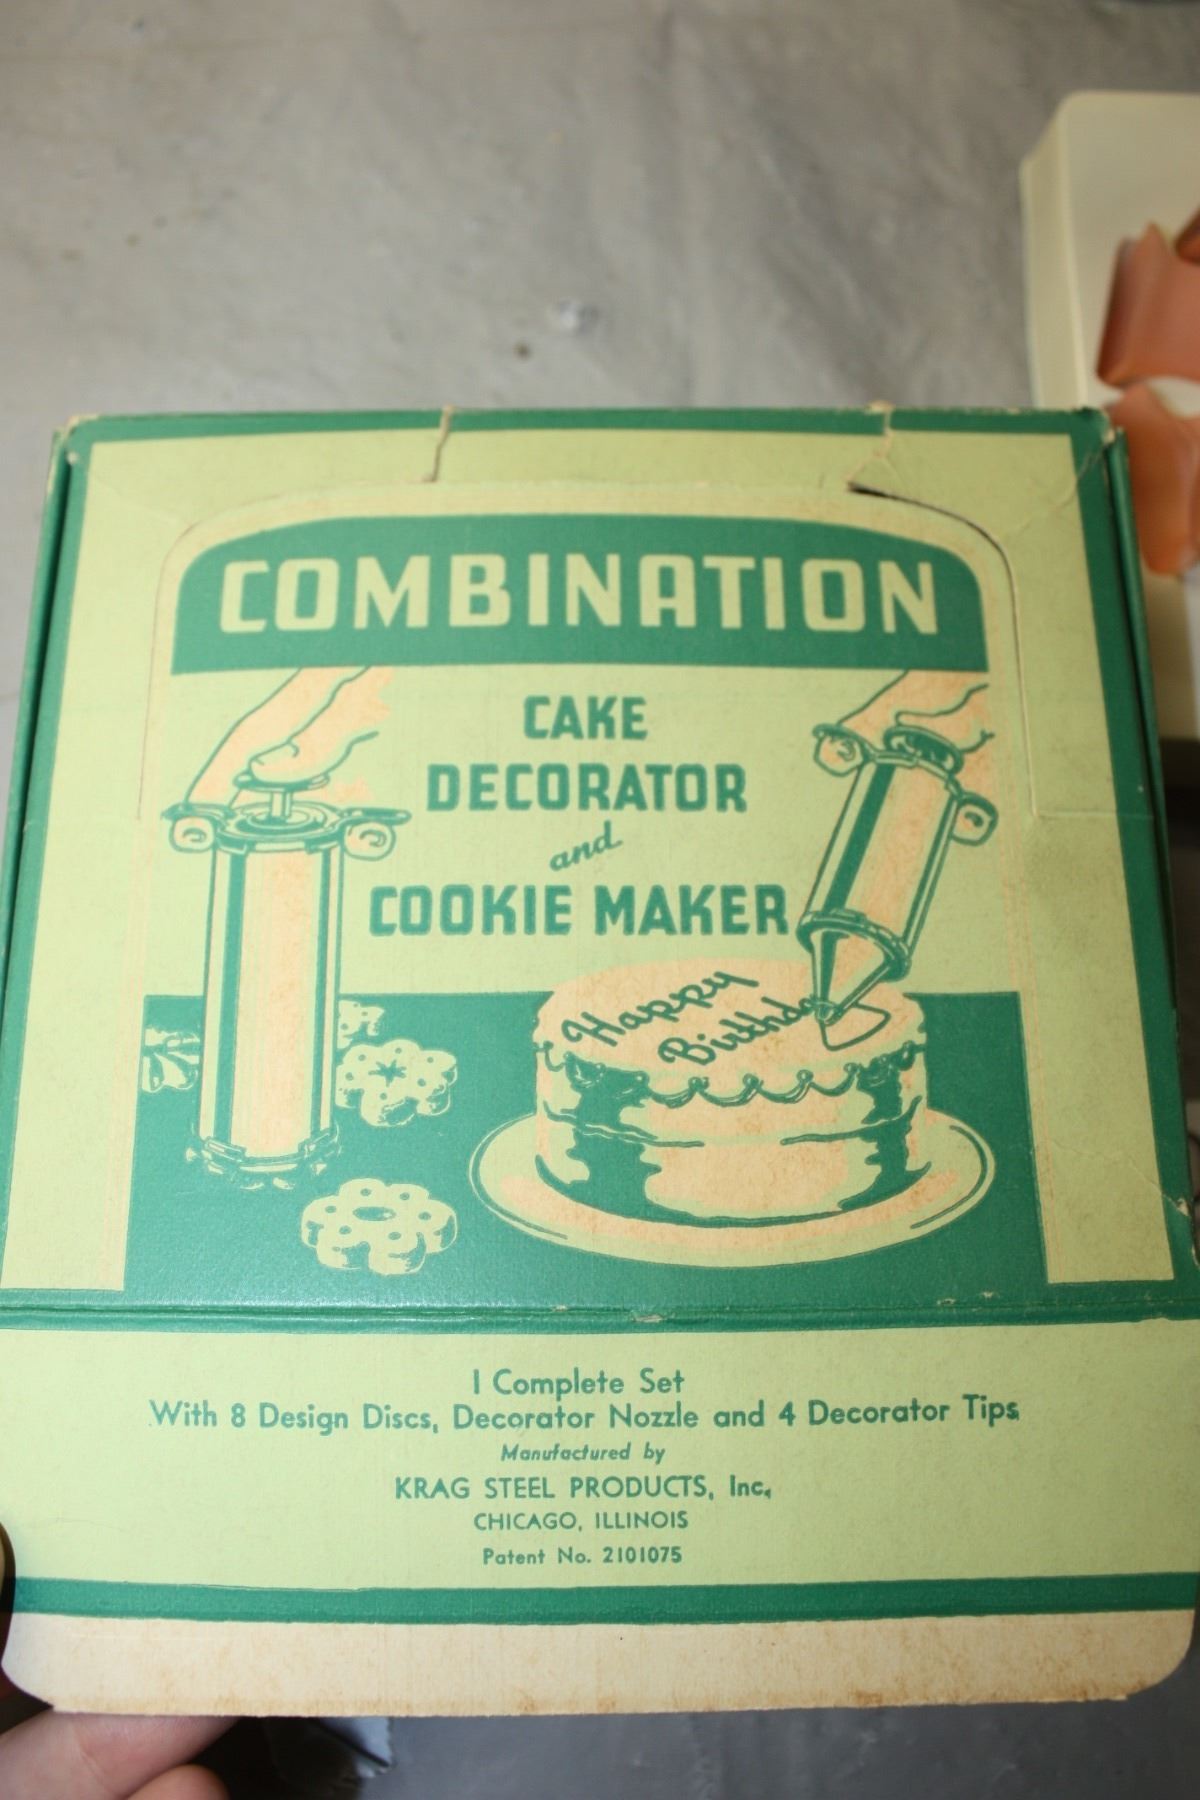 COMBINATION
CAKE
DECORATOR
and
COOKIE MAKER
Happy
Birthda
1 Complete Set
With 8 Design Discs, Decorator Nozzle and 4 Decorator Tips
Manufactured by
KRAG STEEL PRODUCTS, Inc.
CHICAGO, ILLINOIS
Patent No. 2101075